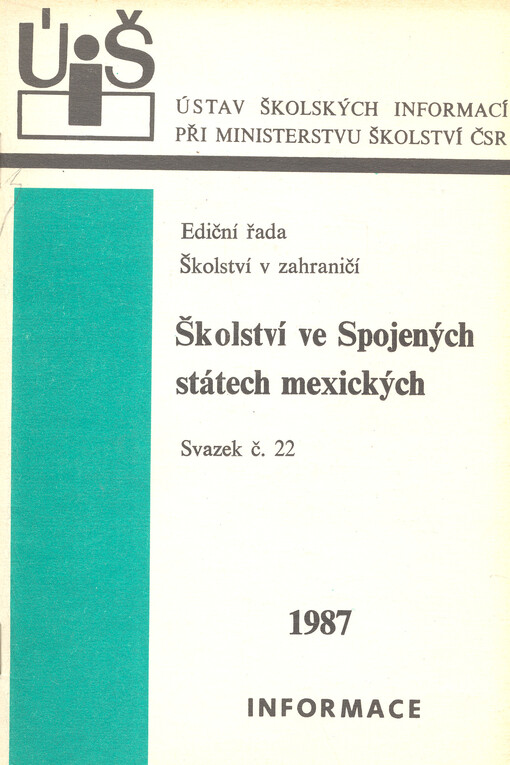 ÚiŠ
ÚSTAV ŠKOLSKÝCH INFORMACÍ
PŘI MINISTERSTVU ŠKOLSTVÍ ČSR
Ediční řada
Školství v zahraničí
Školství ve Spojených
státech mexických
Svazek č. 22
1987
INFORMACE